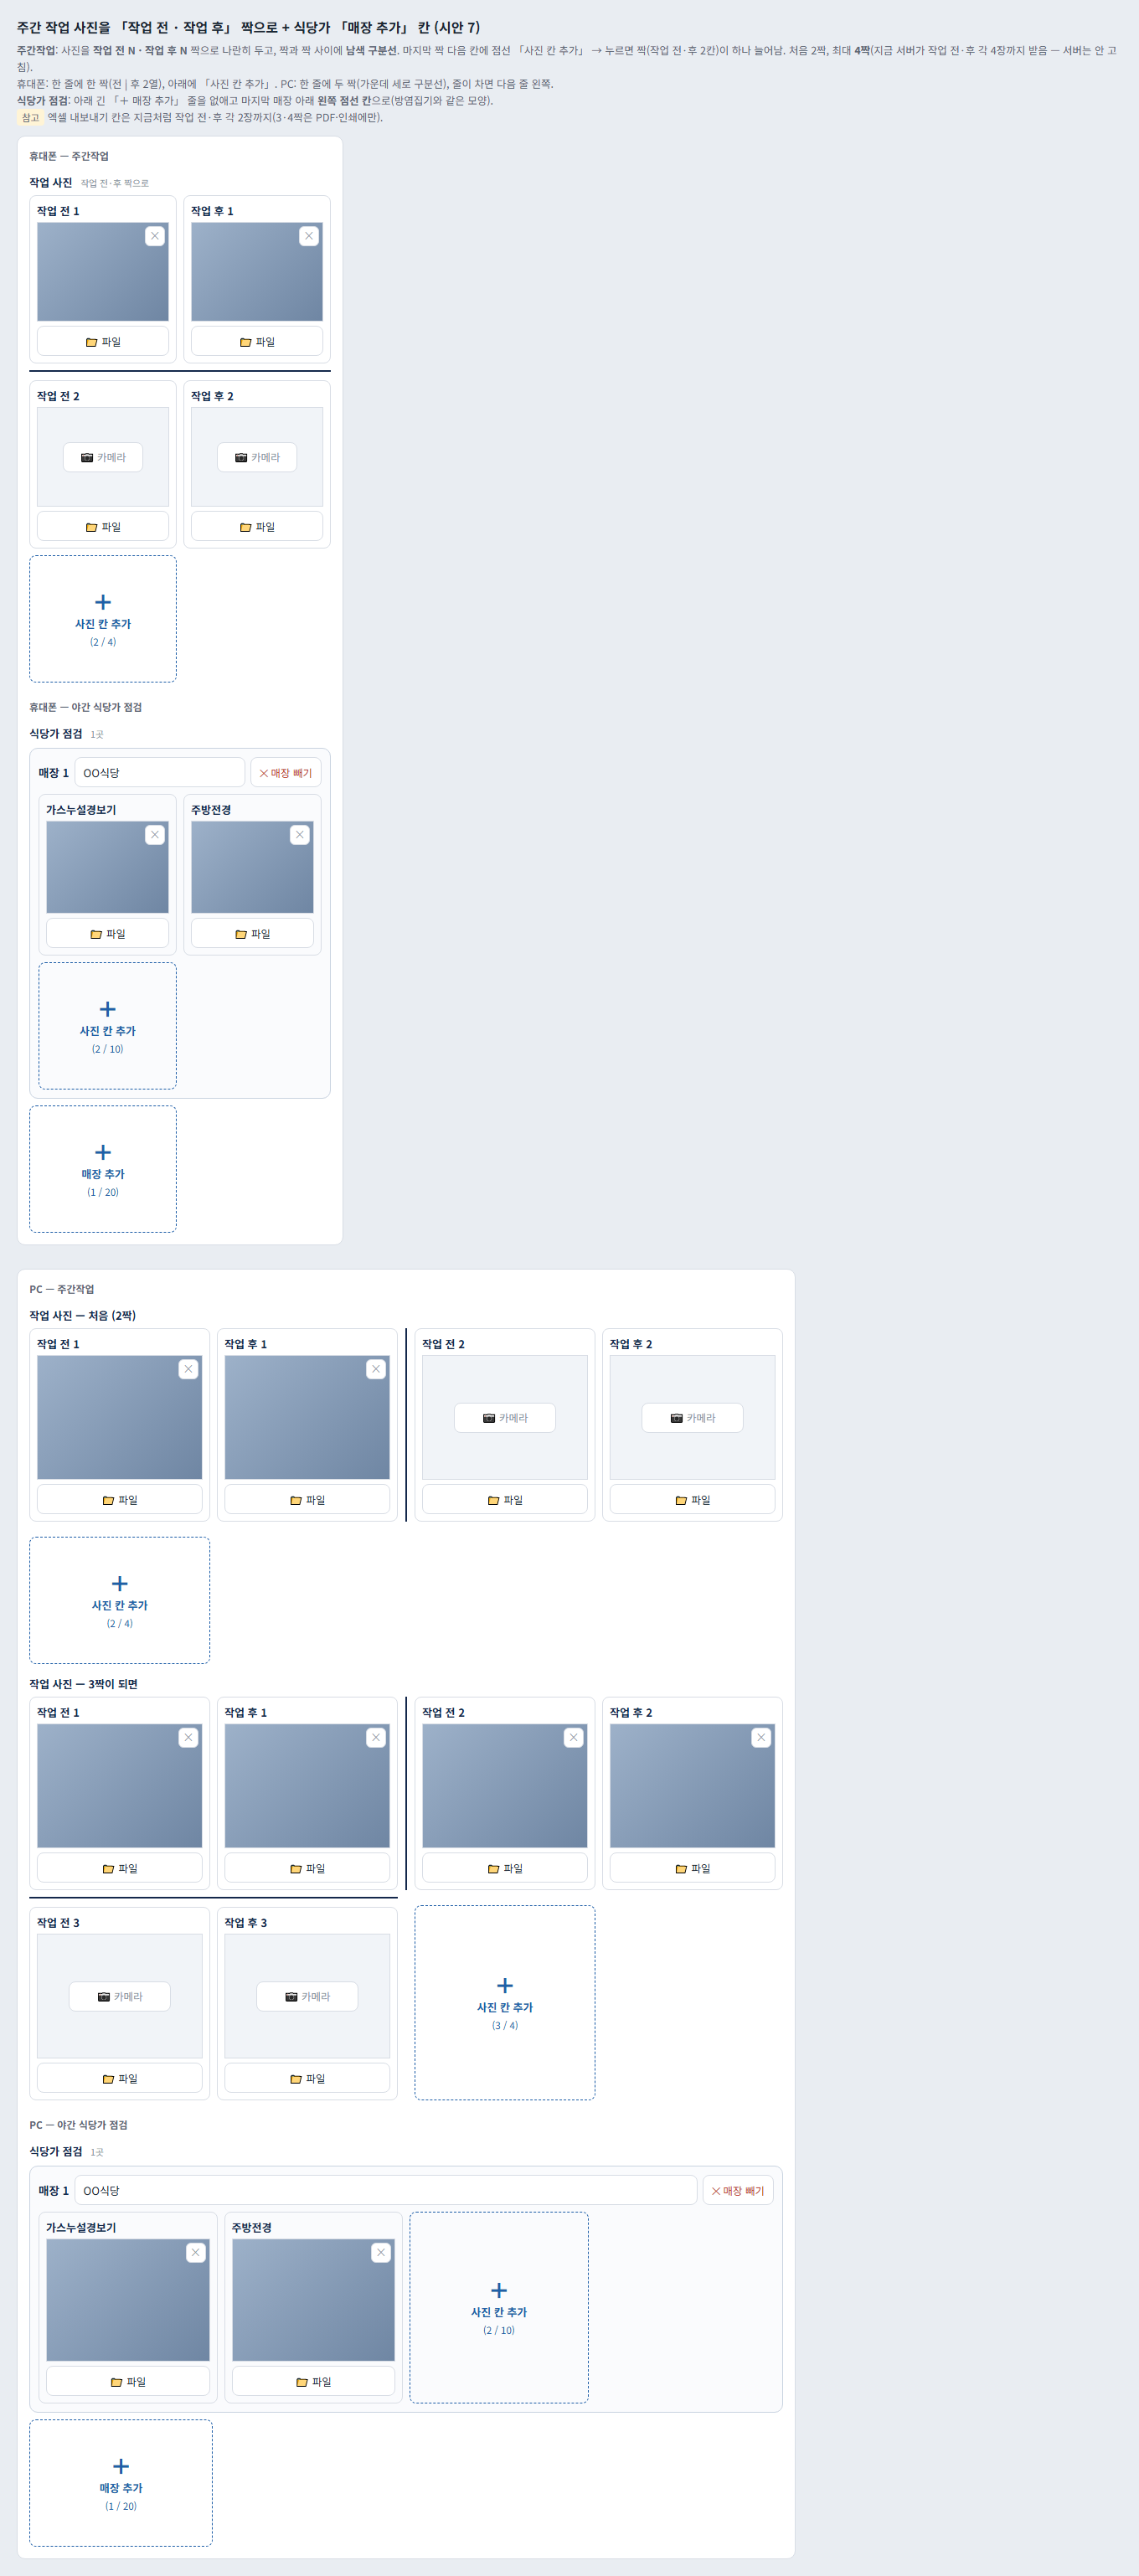 주간 작업 사진을 「작업 전 · 작업 후」 짝으로 + 식당가 「매장 추가」 칸 (시안 7)
주간작업: 사진을 작업 전 N · 작업 후 N 짝으로 나란히 두고, 짝과 짝 사이에 남색 구분선. 마지막 짝 다음 칸에 점선 「사진 칸 추가」 → 누르면 짝(작업 전·후 2칸)이 하나 늘어남. 처음 2짝, 최대 4짝(지금 서버가 작업 전·후 각 4장까지 받음 — 서버는 안 고
침).
휴대폰: 한 줄에 한 짝(전 | 후 2열), 아래에 「사진 칸 추가」. PC: 한 줄에 두 짝(가운데 세로 구분선), 줄이 차면 다음 줄 왼쪽.
식당가 점검: 아래 긴 「+ 매장 추가」 줄을 없애고 마지막 매장 아래 왼쪽 점선 칸으로(방염집기와 같은 모양).
참고 엑셀 내보내기 칸은 지금처럼 작업 전·후 각 2장까지(3·4짝은 PDF·인쇄에만).
휴대폰 — 주간작업
작업 사진 작업 전·후 짝으로
작업 전 1 작업 후 1
× ×
📁 파일 📁 파일
작업 전 2 작업 후 2
📷 카메라 📷 카메라
📁 파일 📁 파일
+
사진 칸 추가
(2 / 4)
휴대폰 — 야간 식당가 점검
식당가 점검 1곳
매장 1 OO식당 × 매장 빼기
가스누설경보기 주방전경
× ×
📁 파일 📁 파일
+
사진 칸 추가
(2 / 10)
+
매장 추가
(1 / 20)
PC — 주간작업
작업 사진 — 처음 (2짝)
작업 전 1 작업 후 1 작업 전 2 작업 후 2
× ×
📷 카메라 📷 카메라
📁 파일 📁 파일 📁 파일 📁 파일
+
사진 칸 추가
(2 / 4)
작업 사진 — 3짝이 되면
작업 전 1 작업 후 1 작업 전 2 작업 후 2
× × × ×
📁 파일 📁 파일 📁 파일 📁 파일
작업 전 3 작업 후 3
📷 카메라 📷 카메라
📁 파일 📁 파일
+
사진 칸 추가
(3 / 4)
PC — 야간 식당가 점검
식당가 점검 1곳
매장 1 OO식당 × 매장 빼기
가스누설경보기 주방전경
× ×
📁 파일 📁 파일
+
사진 칸 추가
(2 / 10)
+
매장 추가
(1 / 20)